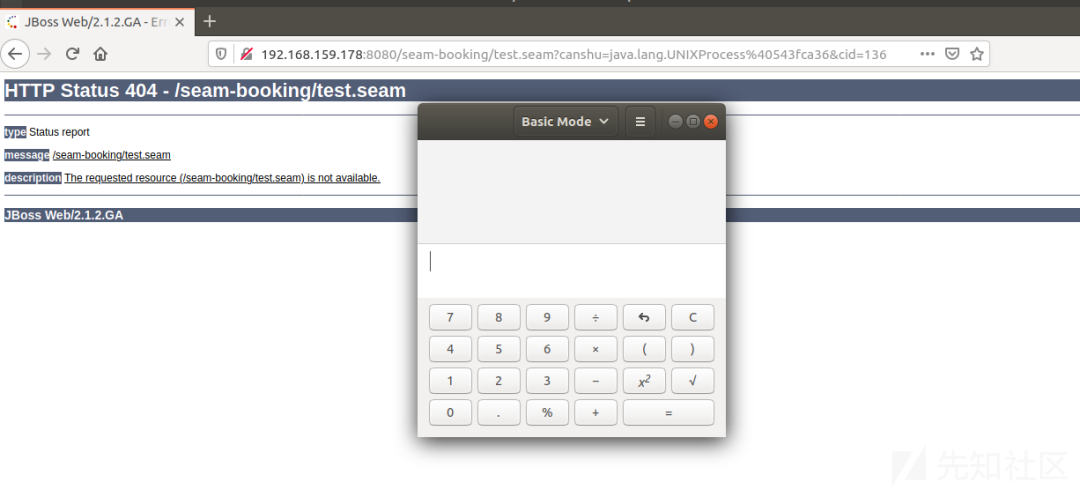 JBoss Web/2.1.2.GA - Err
192.168.159.178:8080/seam-booking/test.seam?canshu=java.lang.UNIXProcess%40543fca36&cid=136
HTTP Status 404 - /seam-booking/test.seam
type Status report
message /seam-booking/test.seam
description The requested resource (/seam-booking/test.seam) is not available.
JBoss Web/2.1.2.GA
Basic Mode
7 8 9 ÷ C
4 5 6 × ( )
1 2 3 − x² √
0 . % + =
先知社区